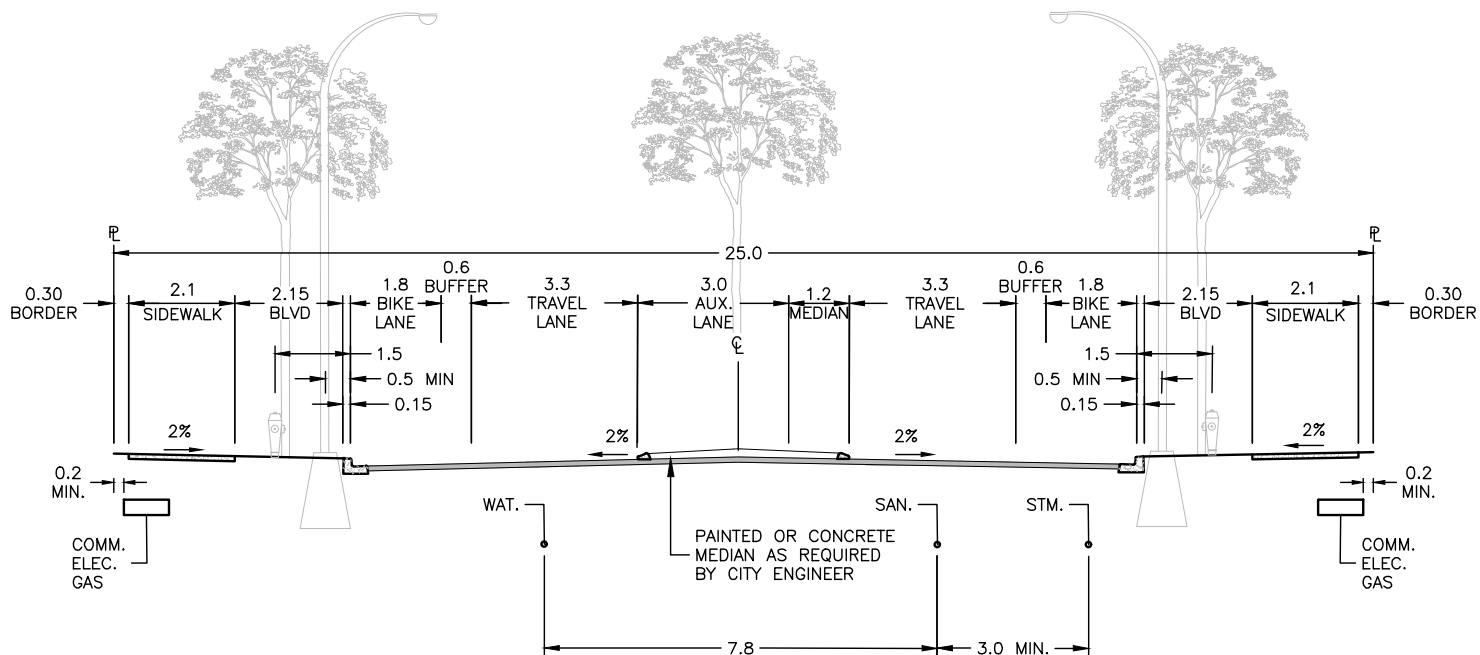 ℄
℄
25.0
0.30
BORDER
2.1
SIDEWALK
2.15
BLVD
1.8
BIKE
LANE
0.6
BUFFER
3.3
TRAVEL
LANE
3.0
AUX.
LANE
1.2
MEDIAN
3.3
TRAVEL
LANE
0.6
BUFFER
1.8
BIKE
LANE
2.15
BLVD
2.1
SIDEWALK
0.30
BORDER
℄
1.5
0.5 MIN
0.15
1.5
0.5 MIN
0.15
2%
2%
2%
2%
0.2
MIN.
0.2
MIN.
COMM.
ELEC.
GAS
WAT.
PAINTED OR CONCRETE
MEDIAN AS REQUIRED
BY CITY ENGINEER
SAN.
STM.
COMM.
ELEC.
GAS
7.8
3.0 MIN.